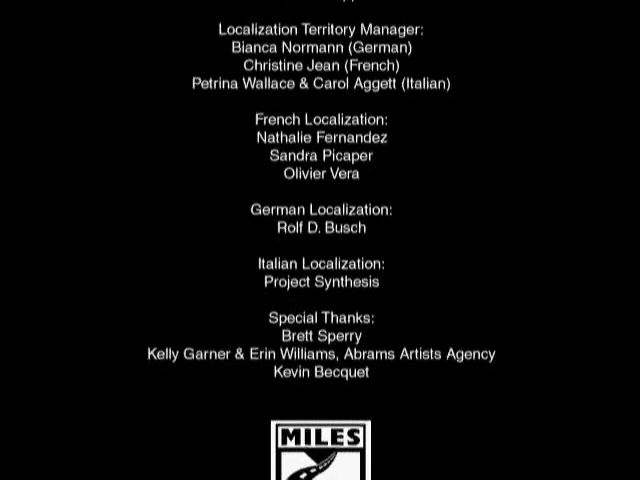 Localization Territory Manager:
Bianca Normann (German)
Christine Jean (French)
Petrina Wallace & Carol Aggett (Italian)
French Localization:
Nathalie Fernandez
Sandra Picaper
Olivier Vera
German Localization:
Rolf D. Busch
Italian Localization:
Project Synthesis
Special Thanks:
Brett Sperry
Kelly Garner & Erin Williams, Abrams Artists Agency
Kevin Becquet
MILES